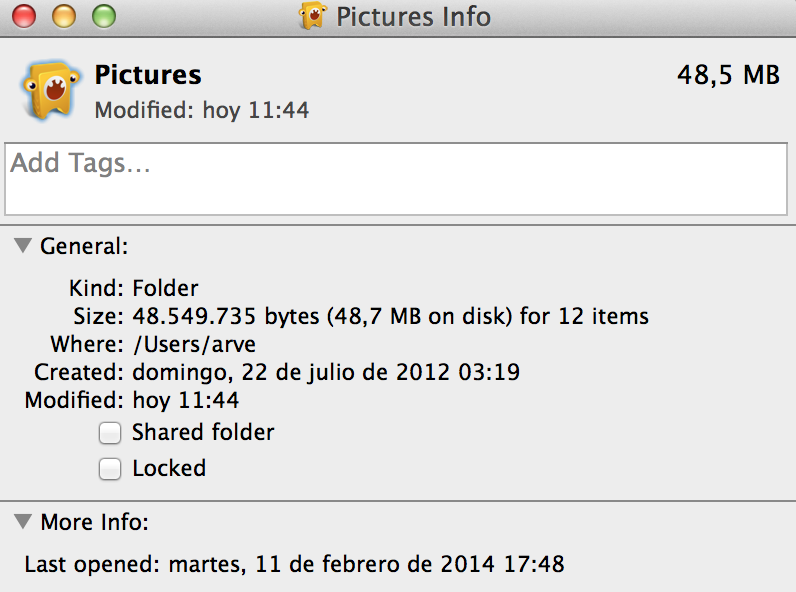 Pictures Info
Pictures 48,5 MB
Modified: hoy 11:44
Add Tags...
General:
Kind: Folder
Size: 48.549.735 bytes (48,7 MB on disk) for 12 items
Where: /Users/arve
Created: domingo, 22 de julio de 2012 03:19
Modified: hoy 11:44
Shared folder
Locked
More Info:
Last opened: martes, 11 de febrero de 2014 17:48